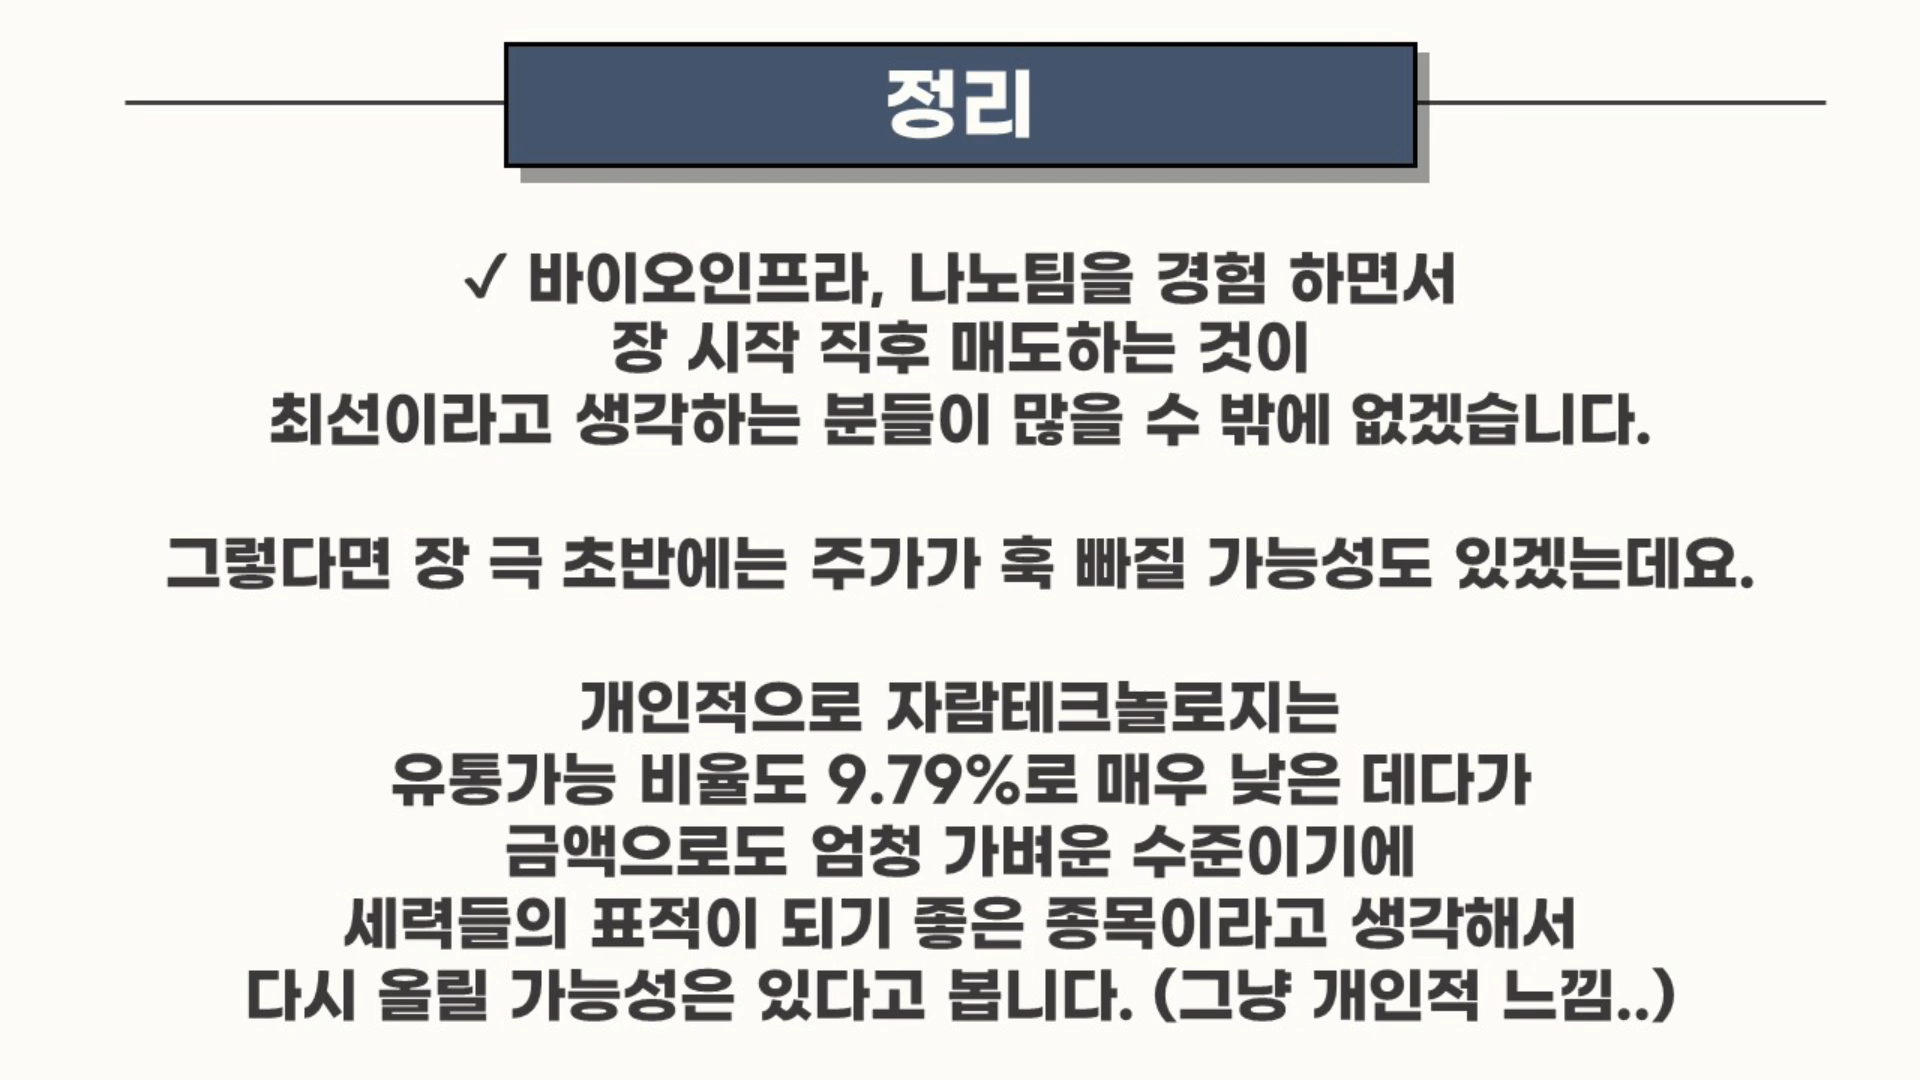 정리
✓ 바이오인프라, 나노팀을 경험 하면서
장 시작 직후 매도하는 것이
최선이라고 생각하는 분들이 많을 수 밖에 없겠습니다.
그렇다면 장 극 초반에는 주가가 훅 빠질 가능성도 있겠는데요.
개인적으로 자람테크놀로지는
유통가능 비율도 9.79%로 매우 낮은 데다가
금액으로도 엄청 가벼운 수준이기에
세력들의 표적이 되기 좋은 종목이라고 생각해서
다시 올릴 가능성은 있다고 봅니다. (그냥 개인적 느낌..)